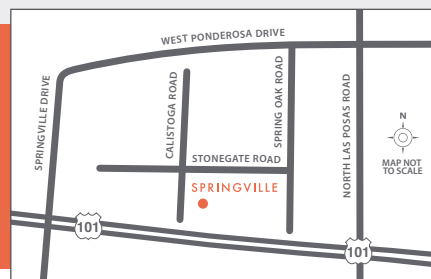 WEST PONDEROSA DRIVE
SPRINGVILLE DRIVE
CALISTOGA ROAD
SPRING OAK ROAD
NORTH LAS POSAS ROAD
N
MAP NOT
TO SCALE
STONEGATE ROAD
SPRINGVILLE
101
101